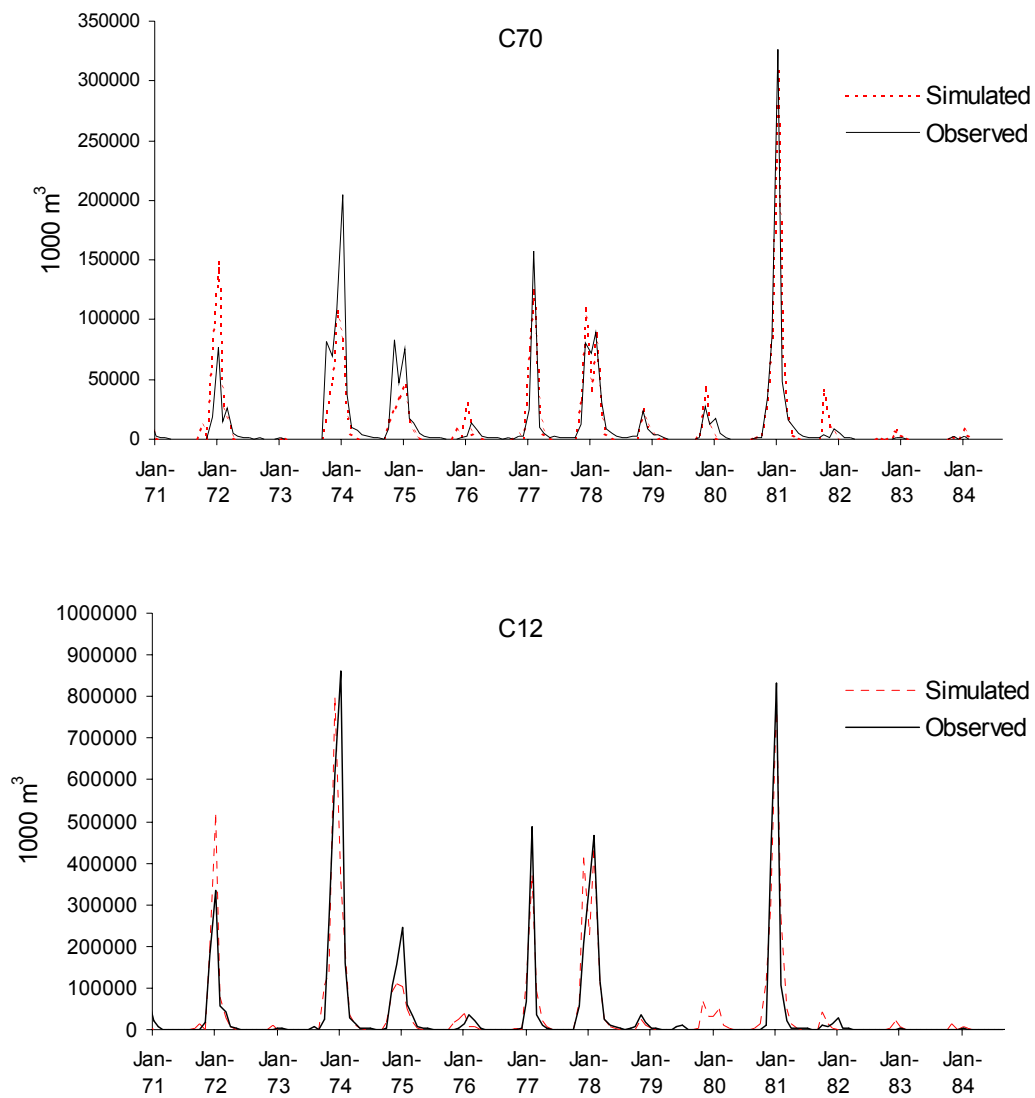 C70
350000
300000
250000
200000
150000
100000
50000
0
1000 m³
Simulated
Observed
Jan-71 Jan-72 Jan-73 Jan-74 Jan-75 Jan-76 Jan-77 Jan-78 Jan-79 Jan-80 Jan-81 Jan-82 Jan-83 Jan-84
C12
1000000
900000
800000
700000
600000
500000
400000
300000
200000
100000
0
1000 m³
Simulated
Observed
Jan-71 Jan-72 Jan-73 Jan-74 Jan-75 Jan-76 Jan-77 Jan-78 Jan-79 Jan-80 Jan-81 Jan-82 Jan-83 Jan-84